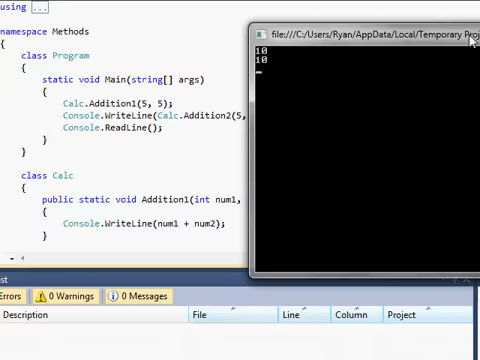 using ...
namespace Methods
{
class Program
{
static void Main(string[] args)
{
Calc.Addition1(5, 5);
Console.WriteLine(Calc.Addition2(5,
Console.ReadLine();
}
}
class Calc
{
public static void Addition1(int num1,
{
Console.WriteLine(num1 + num2);
}
file:///C:/Users/Ryan/AppData/Local/Temporary Proj
10
10
ist
Errors
0 Warnings
0 Messages
Description
File
Line
Column
Project